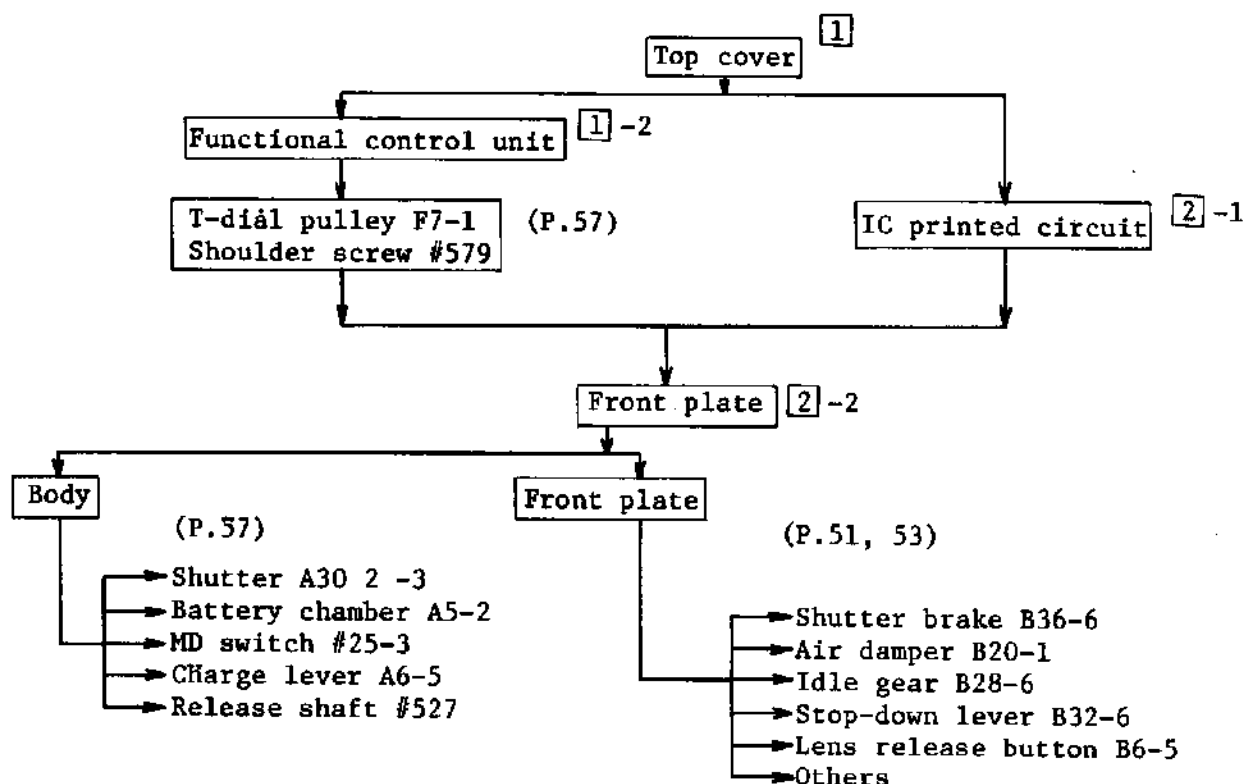 1
Top cover
Functional control unit
1 -2
T-dial pulley F7-1
Shoulder screw #579
(P.57)
IC printed circuit
2 -1
Front plate
2 -2
Body
(P.57)
Shutter A30 2 -3
Battery chamber A5-2
MD switch #25-3
CHarge lever A6-5
Release shaft #527
Front plate
(P.51, 53)
Shutter brake B36-6
Air damper B20-1
Idle gear B28-6
Stop-down lever B32-6
Lens release button B6-5
Others